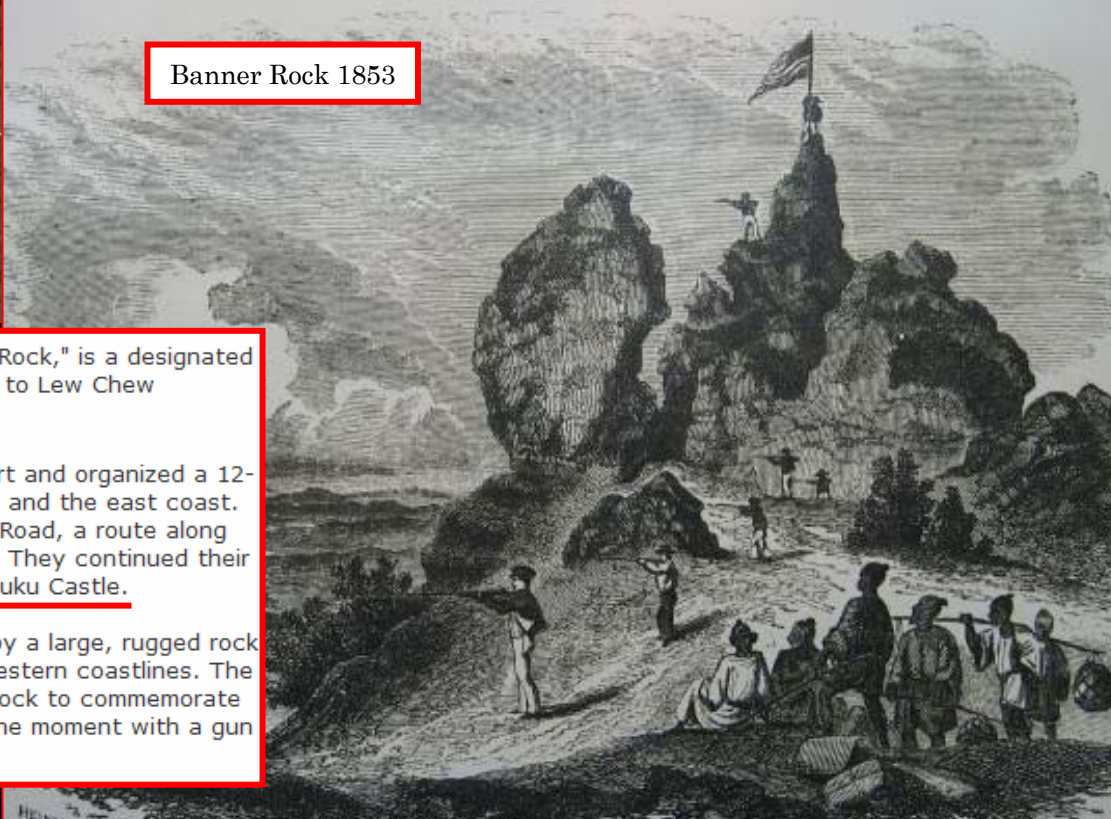 Banner Rock 1853
Rock," is a designated
to Lew Chew
rt and organized a 12-
and the east coast.
Road, a route along
They continued their
uku Castle.
by a large, rugged rock
estern coastlines. The
ock to commemorate
he moment with a gun